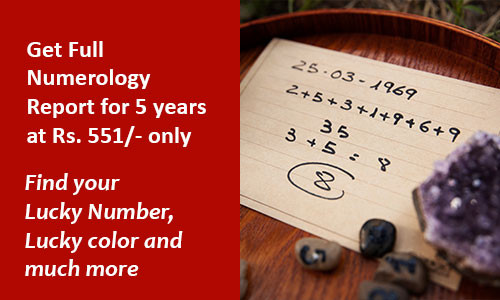 Get Full
Numerology
Report for 5 years
at Rs. 551/- only
Find your
Lucky Number,
Lucky color and
much more
25-03-1969
2+5+3+1+9+6+9
35
3+5=8
8